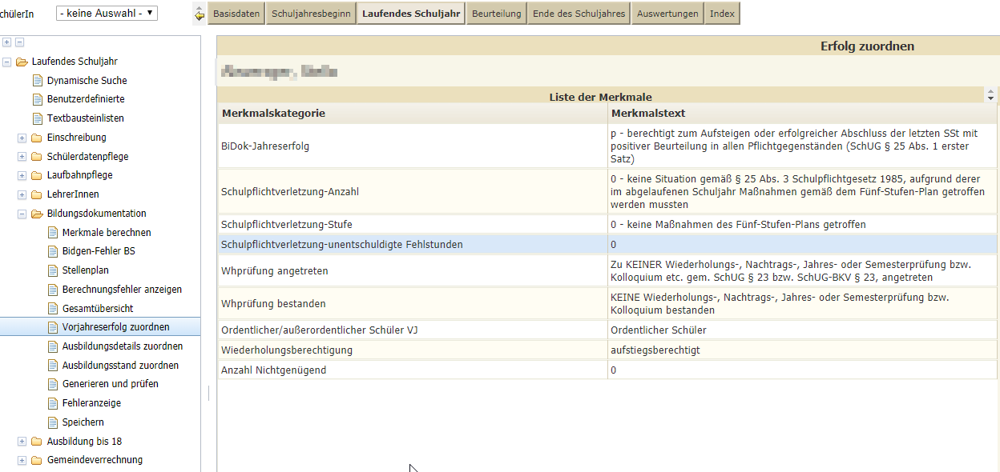 chülerIn
- keine Auswahl -
Basisdaten
Schuljahresbeginn
Laufendes Schuljahr
Beurteilung
Ende des Schuljahres
Auswertungen
Index
Laufendes Schuljahr
Dynamische Suche
Benutzerdefinierte
Textbausteinlisten
Einschreibung
Schülerdatenpflege
Laufbahnpflege
LehrerInnen
Bildungsdokumentation
Merkmale berechnen
Bidgen-Fehler BS
Stellenplan
Berechnungsfehler anzeigen
Gesamtübersicht
Vorjahreserfolg zuordnen
Ausbildungsdetails zuordnen
Ausbildungsstand zuordnen
Generieren und prüfen
Fehleranzeige
Speichern
Ausbildung bis 18
Gemeindeverrechnung
Erfolg zuordnen
Liste der Merkmale
Merkmalskategorie
Merkmalstext
BiDok-Jahreserfolg
p - berechtigt zum Aufsteigen oder erfolgreicher Abschluss der letzten SSt mit
positiver Beurteilung in allen Pflichtgegenständen (SchUG § 25 Abs. 1 erster
Satz)
Schulpflichtverletzung-Anzahl
0 - keine Situation gemäß § 25 Abs. 3 Schulpflichtgesetz 1985, aufgrund derer
im abgelaufenen Schuljahr Maßnahmen gemäß dem Fünf-Stufen-Plan getroffen
werden mussten
Schulpflichtverletzung-Stufe
0 - keine Maßnahmen des Fünf-Stufen-Plans getroffen
Schulpflichtverletzung-unentschuldigte Fehlstunden
0
Whprüfung angetreten
Zu KEINER Wiederholungs-, Nachtrags-, Jahres- oder Semesterprüfung bzw.
Kolloquium etc. gem. SchUG § 23 bzw. SchUG-BKV § 23, angetreten
Whprüfung bestanden
KEINE Wiederholungs-, Nachtrags-, Jahres- oder Semesterprüfung bzw.
Kolloquium bestanden
Ordentlicher/außerordentlicher Schüler VJ
Ordentlicher Schüler
Wiederholungsberechtigung
aufstiegsberechtigt
Anzahl Nichtgenügend
0